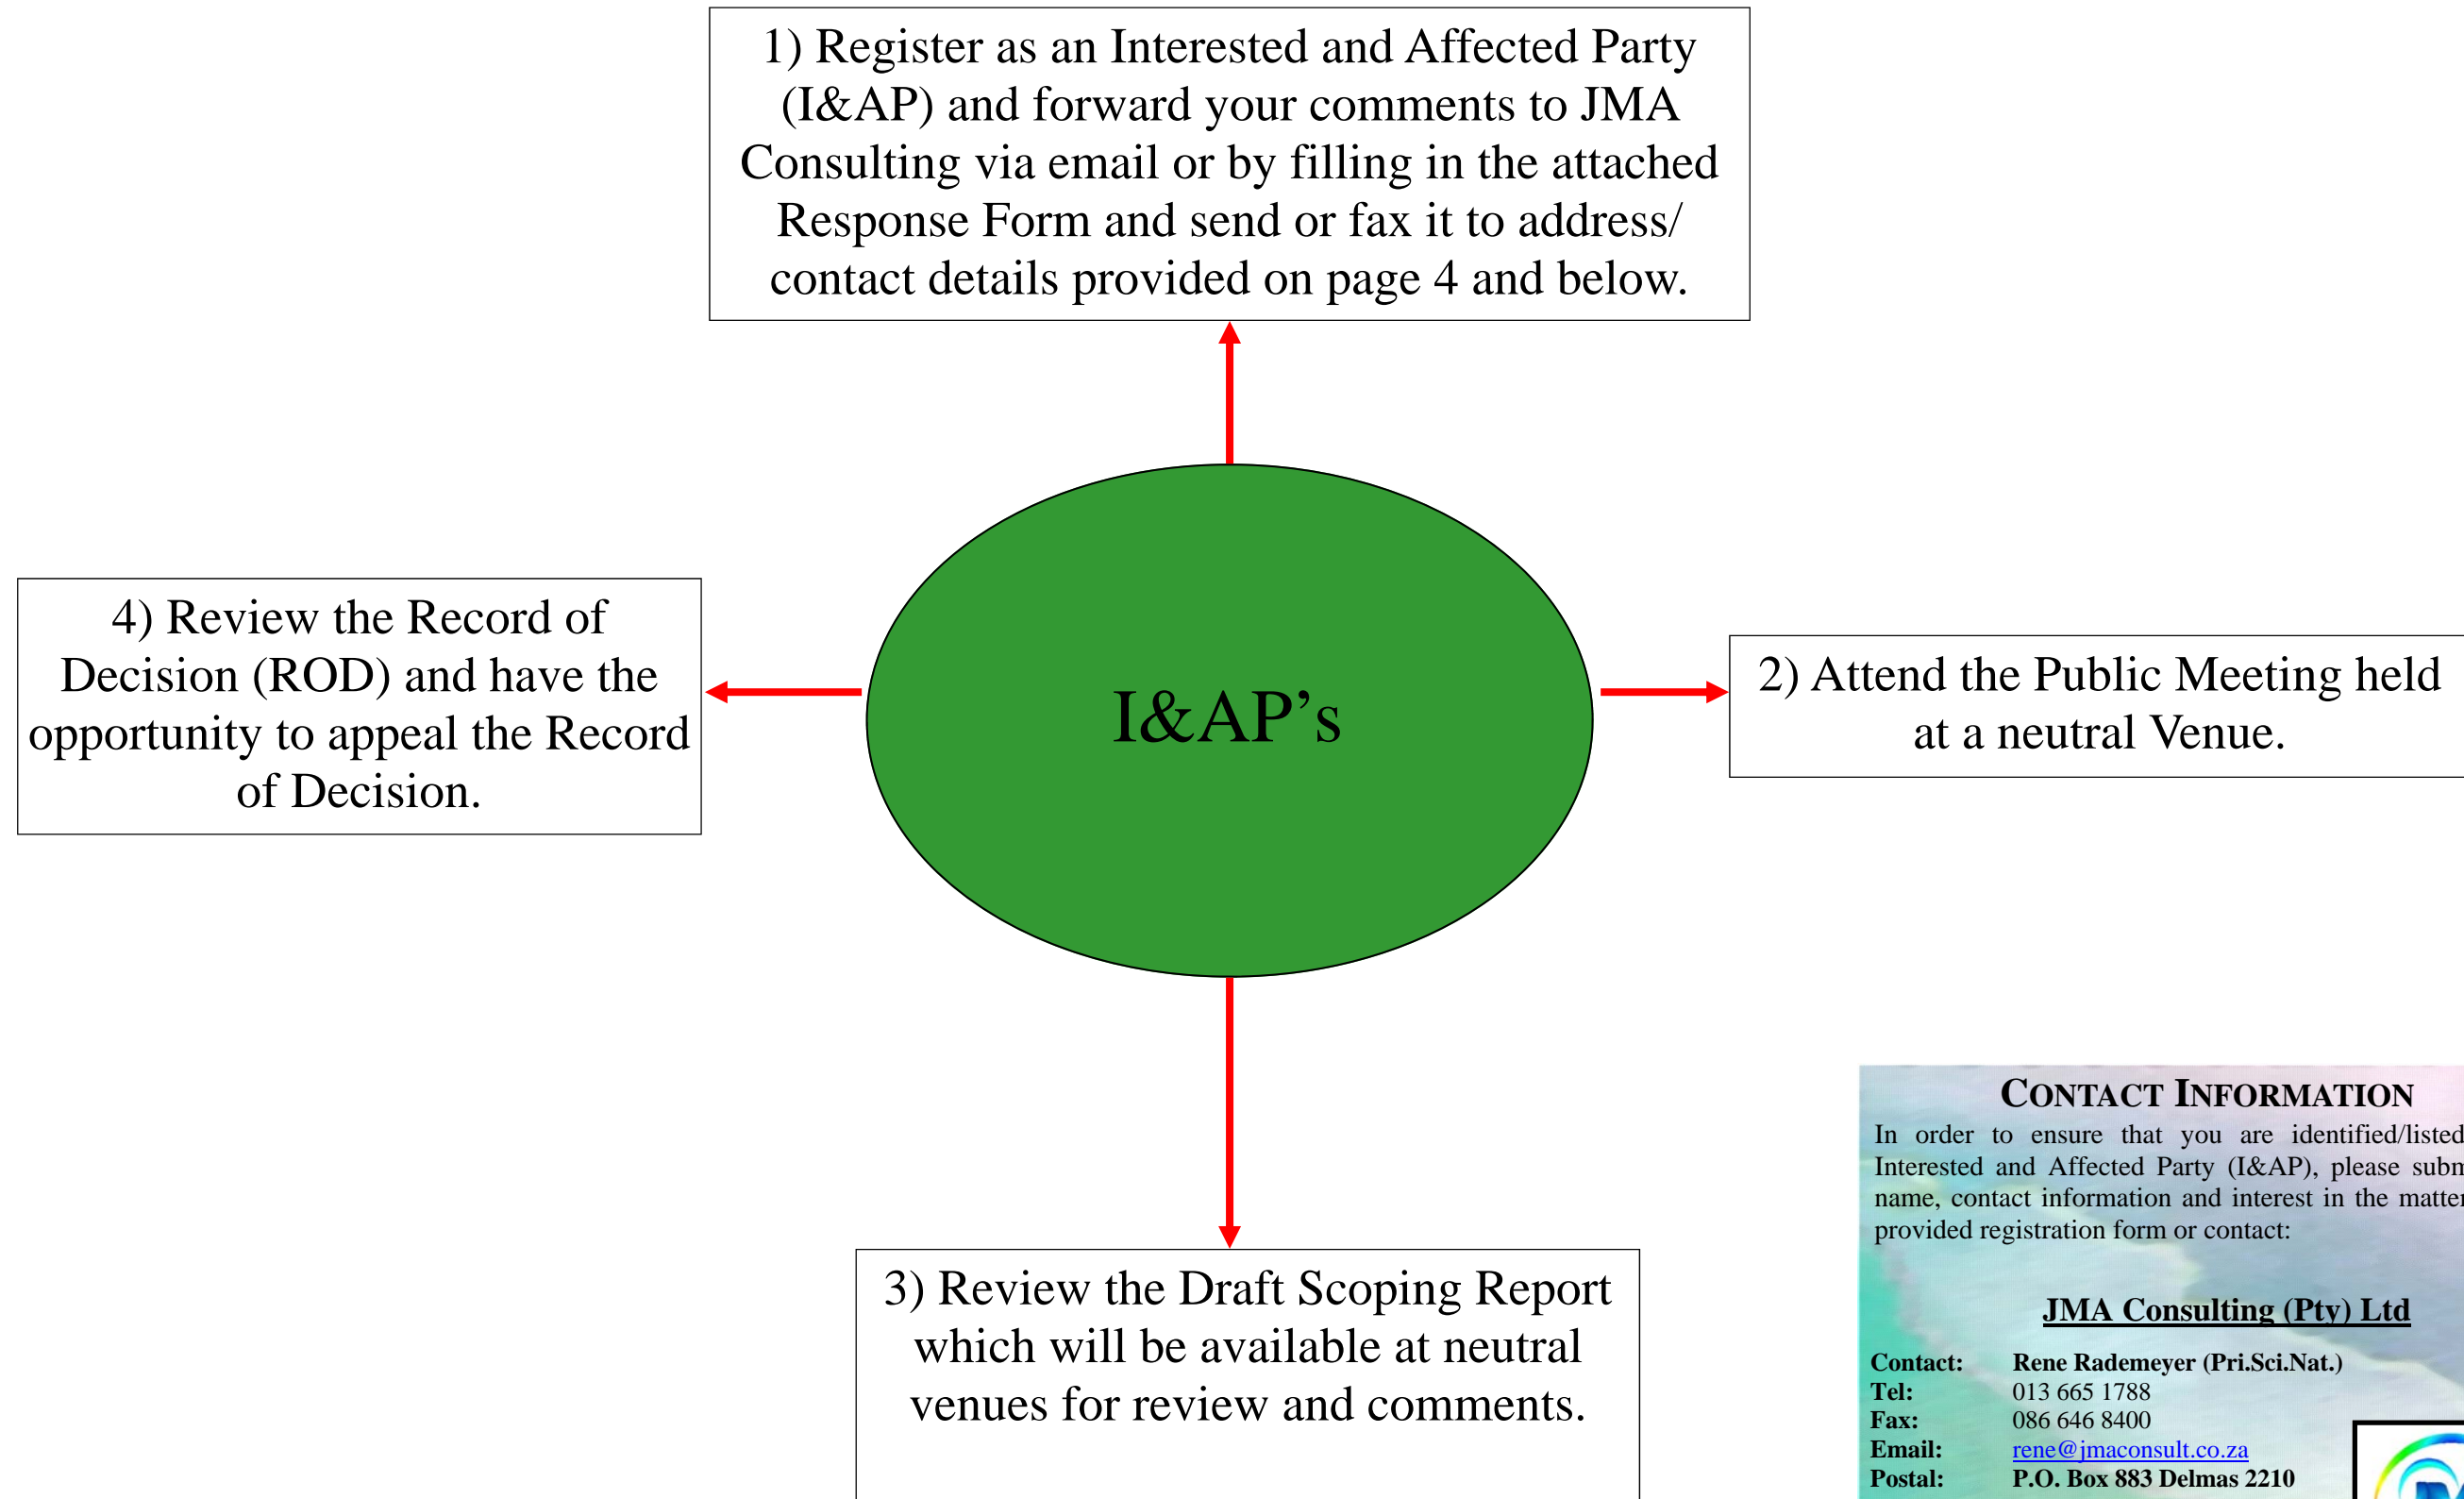 1) Register as an Interested and Affected Party
(I&AP) and forward your comments to JMA
Consulting via email or by filling in the attached
Response Form and send or fax it to address/
contact details provided on page 4 and below.
4) Review the Record of
Decision (ROD) and have the
opportunity to appeal the Record
of Decision.
I&AP’s
2) Attend the Public Meeting held
at a neutral Venue.
3) Review the Draft Scoping Report
which will be available at neutral
venues for review and comments.
CONTACT INFORMATION
In order to ensure that you are identified/listed
Interested and Affected Party (I&AP), please
name, contact information and interest in the matter
provided registration form or contact:
JMA Consulting (Pty) Ltd
Contact: Rene Rademeyer (Pri.Sci.Nat.)
Tel: 013 665 1788
Fax: 086 646 8400
Email: rene@jmaconsult.co.za
Postal: P.O. Box 883 Delmas 2210